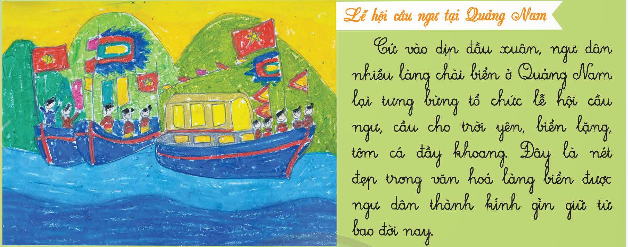 Lễ hội cầu ngư tại Quảng Nam
Cứ vào dịp đầu xuân, ngư dân
nhiều làng chài biển ở Quảng Nam
lại tưng bừng tổ chức lễ hội cầu
ngư, cầu cho trời yên, biển lặng,
tôm cá đầy khoang. Đây là nét
đẹp trong văn hoá làng biển được
ngư dân thành kính gìn giữ từ
bao đời nay.